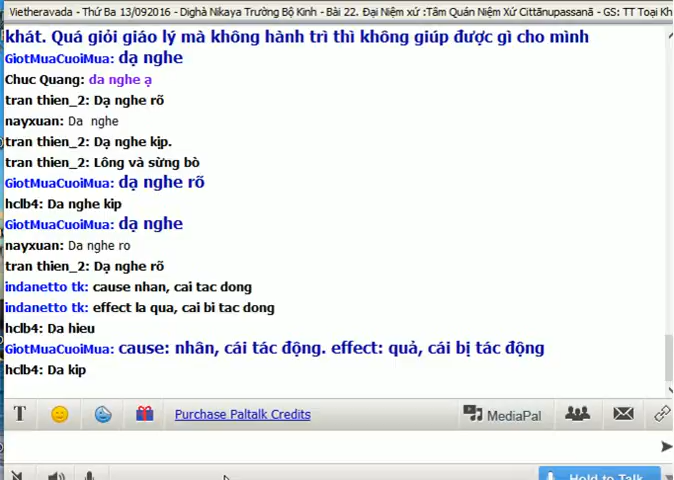 Vietheravada - Thứ Ba 13/092016 - Dighà Nikaya Trường Bộ Kinh - Bài 22. Đại Niệm xứ :Tâm Quán Niệm Xứ Cittānupassanā - GS: TT Toại Kh
khát. Quá giỏi giáo lý mà không hành trì thì không giúp được gì cho mình
GiotMuaCuoiMua: dạ nghe
Chuc Quang: da nghe ạ
tran thien_2: Dạ nghe rõ
nayxuan: Da nghe
tran thien_2: Dạ nghe kịp.
tran thien_2: Lông và sừng bò
GiotMuaCuoiMua: dạ nghe rõ
hclb4: Da nghe kip
GiotMuaCuoiMua: dạ nghe
nayxuan: Da nghe ro
tran thien_2: Dạ nghe rõ
indanetto tk: cause nhan, cai tac dong
indanetto tk: effect la qua, cai bi tac dong
hclb4: Da hieu
GiotMuaCuoiMua: cause: nhân, cái tác động. effect: quả, cái bị tác động
hclb4: Da kip
T Purchase Paltalk Credits MediaPal
Hold to Talk